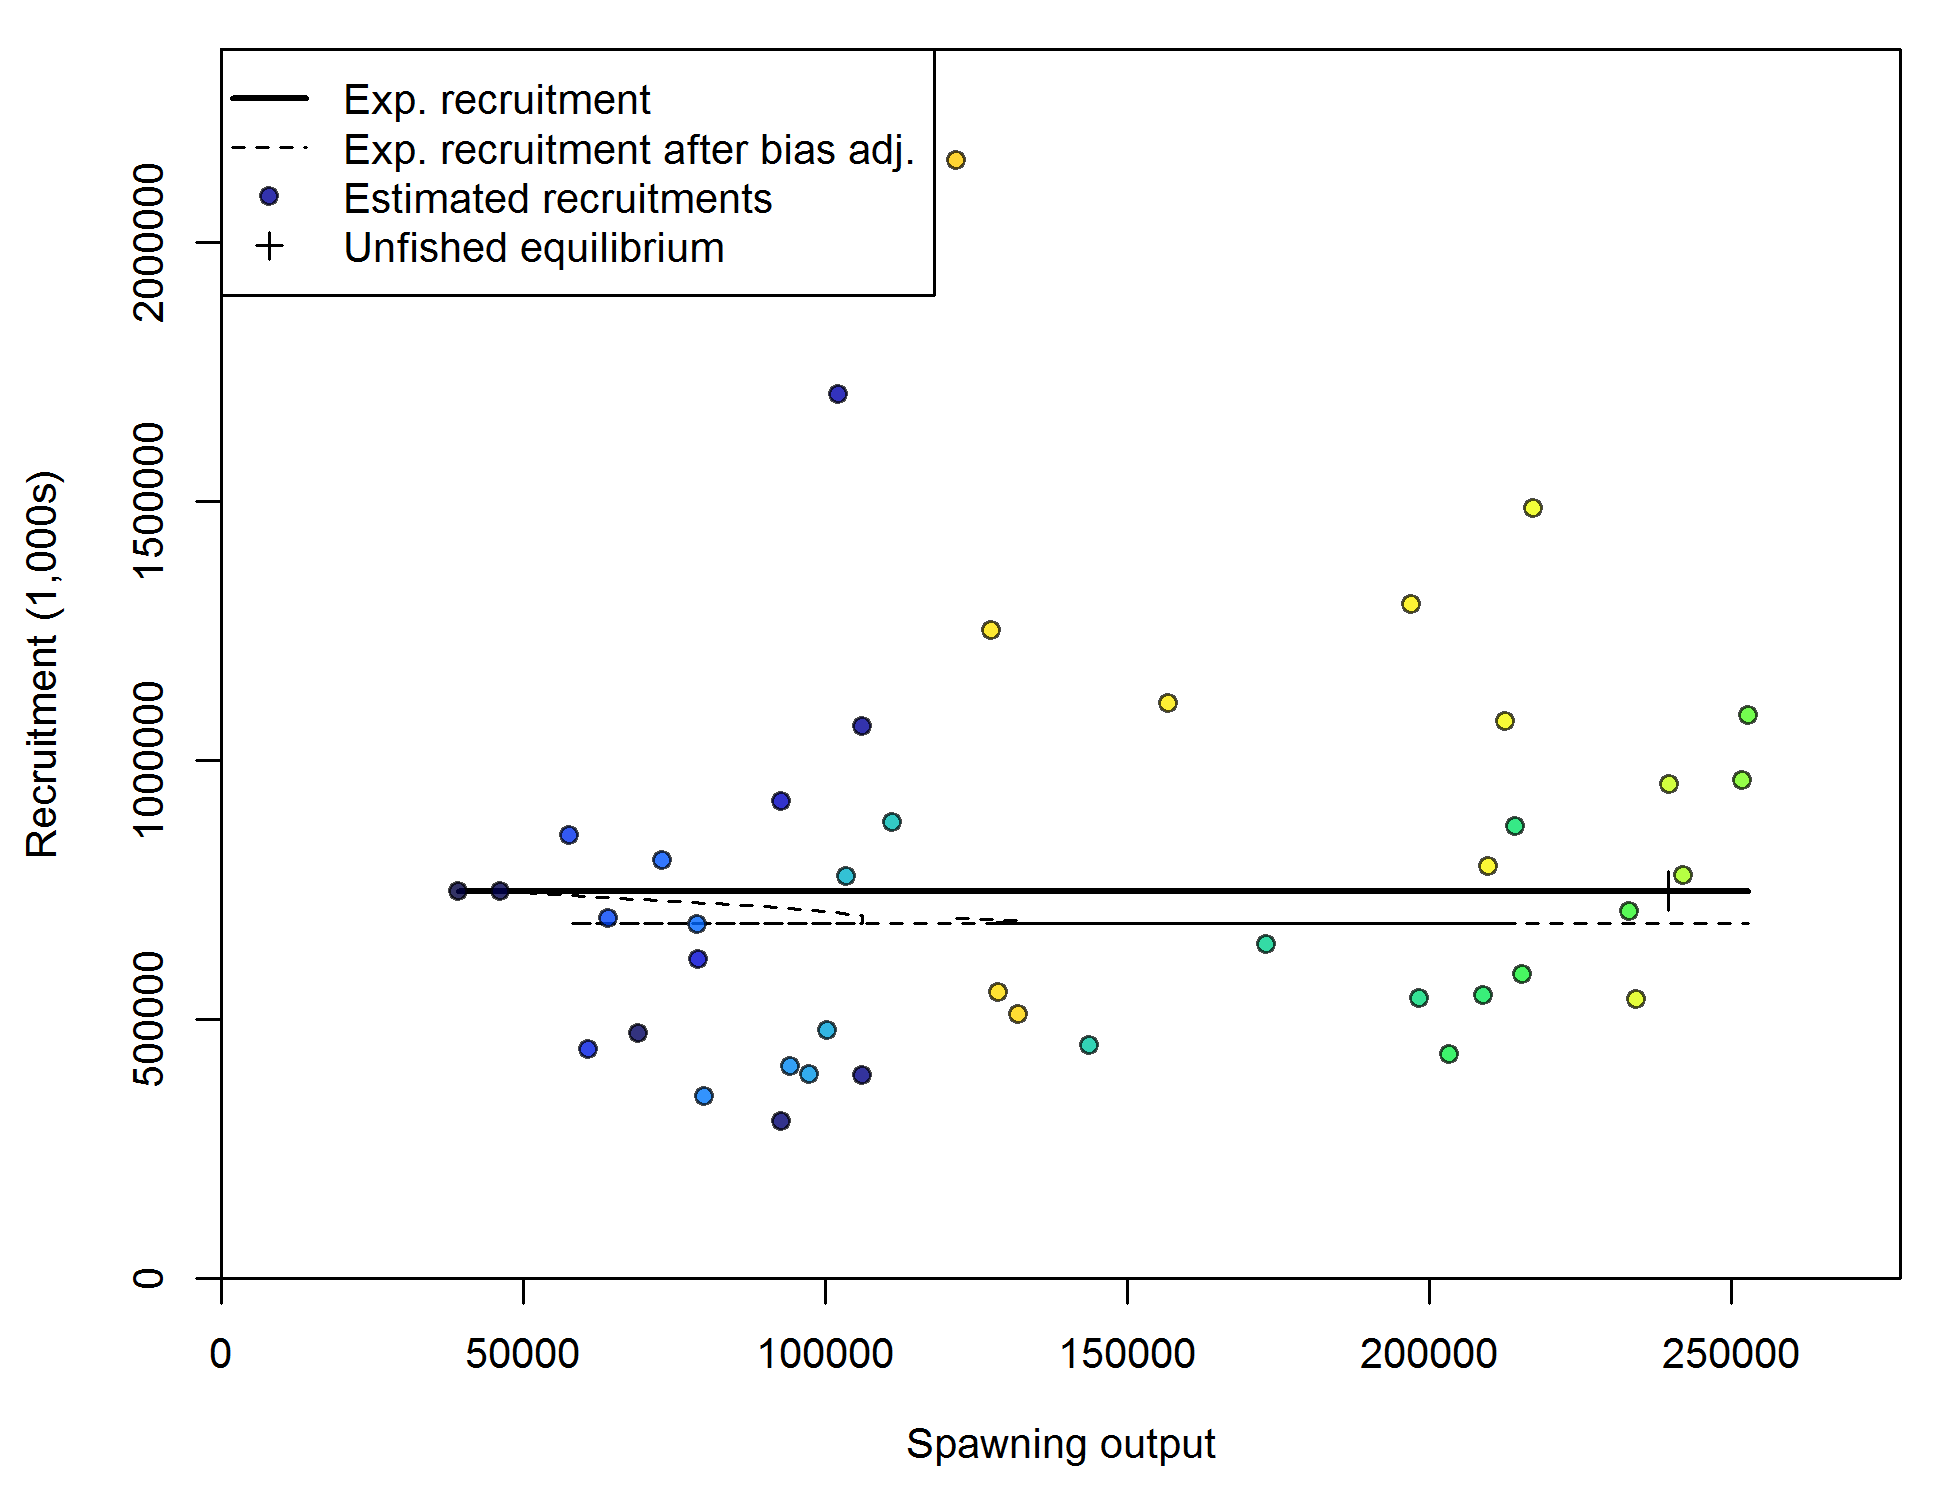 Exp. recruitment
Exp. recruitment after bias adj.
Estimated recruitments
Unfished equilibrium
Recruitment (1,000s)
2000000
1500000
1000000
500000
0
0 50000 100000 150000 200000 250000
Spawning output